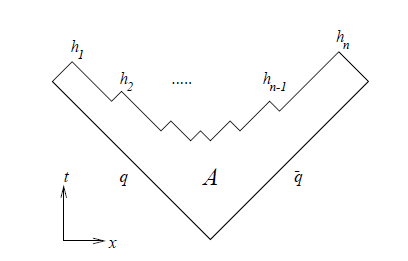 h1
hn
h2
.....
hn-1
q
A
q̄
t
x